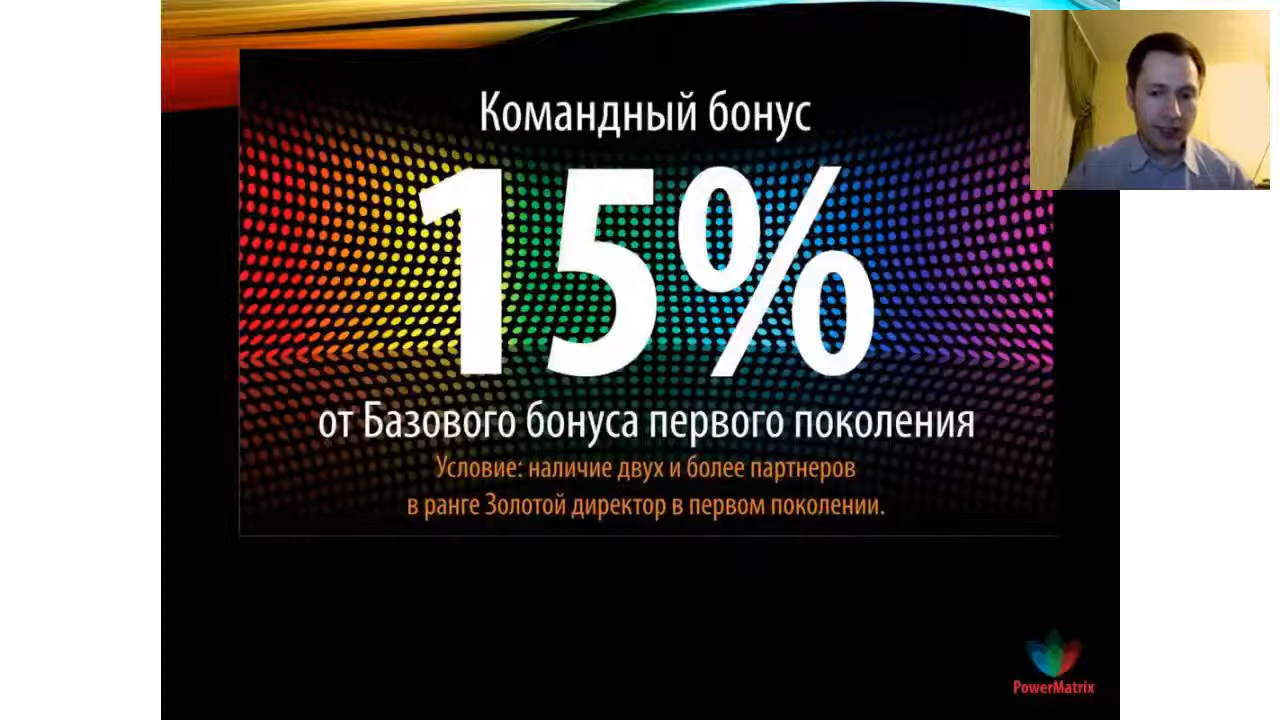 Командный бонус
15%
от Базового бонуса первого поколения
Условие: наличие двух и более партнеров
в ранге Золотой директор в первом поколении.
PowerMatrix